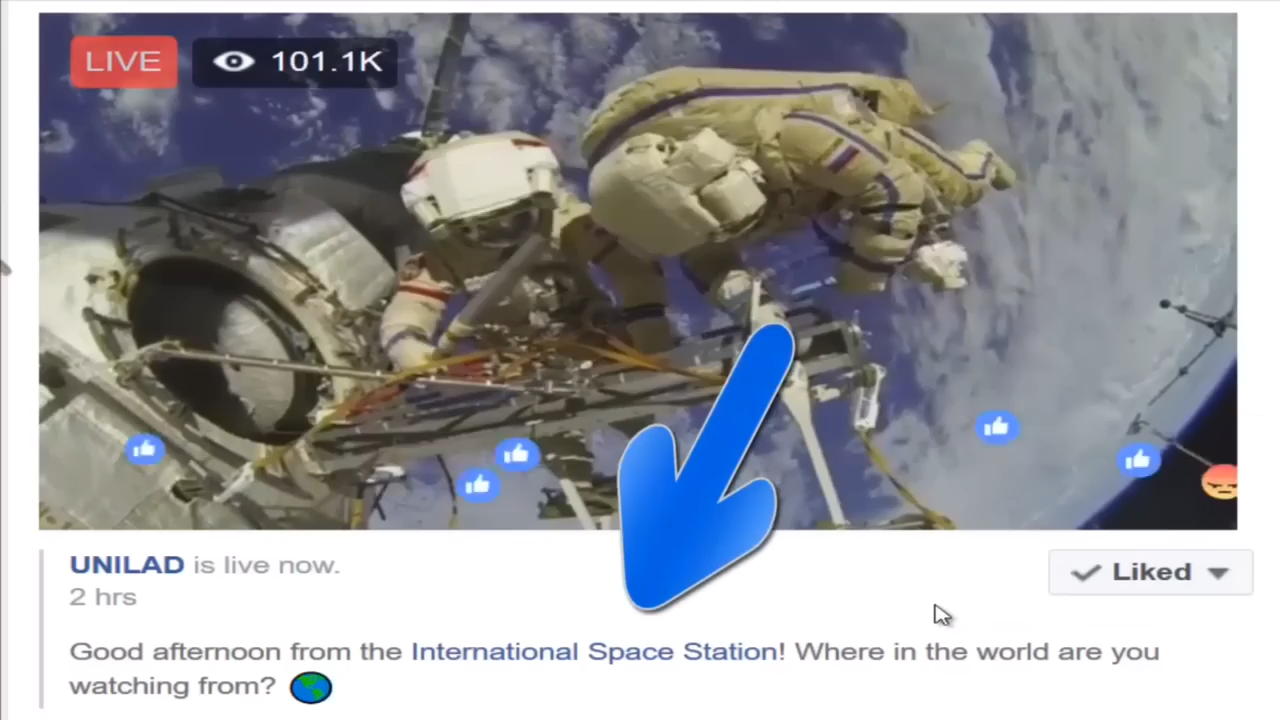 LIVE 101.1K
UNILAD is live now.
2 hrs
Liked
Good afternoon from the International Space Station! Where in the world are you
watching from?